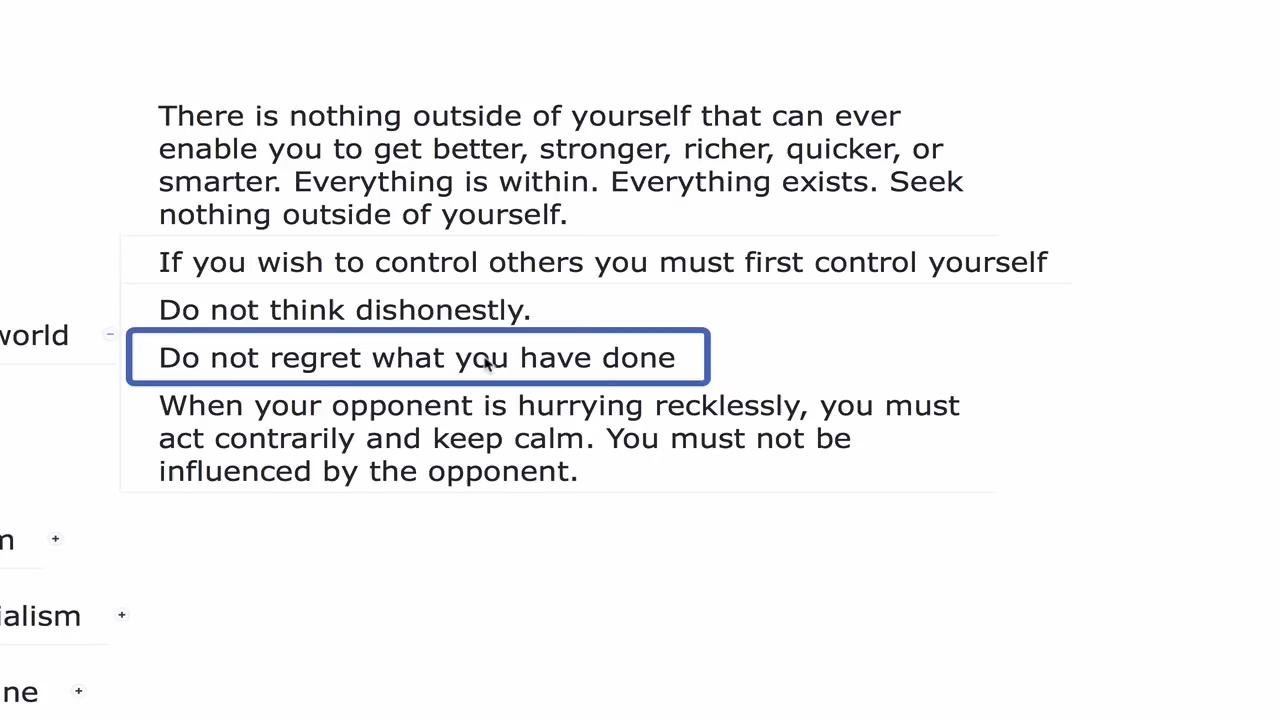 There is nothing outside of yourself that can ever
enable you to get better, stronger, richer, quicker, or
smarter. Everything is within. Everything exists. Seek
nothing outside of yourself.
If you wish to control others you must first control yourself
Do not think dishonestly.
world
Do not regret what you have done
When your opponent is hurrying recklessly, you must
act contrarily and keep calm. You must not be
influenced by the opponent.